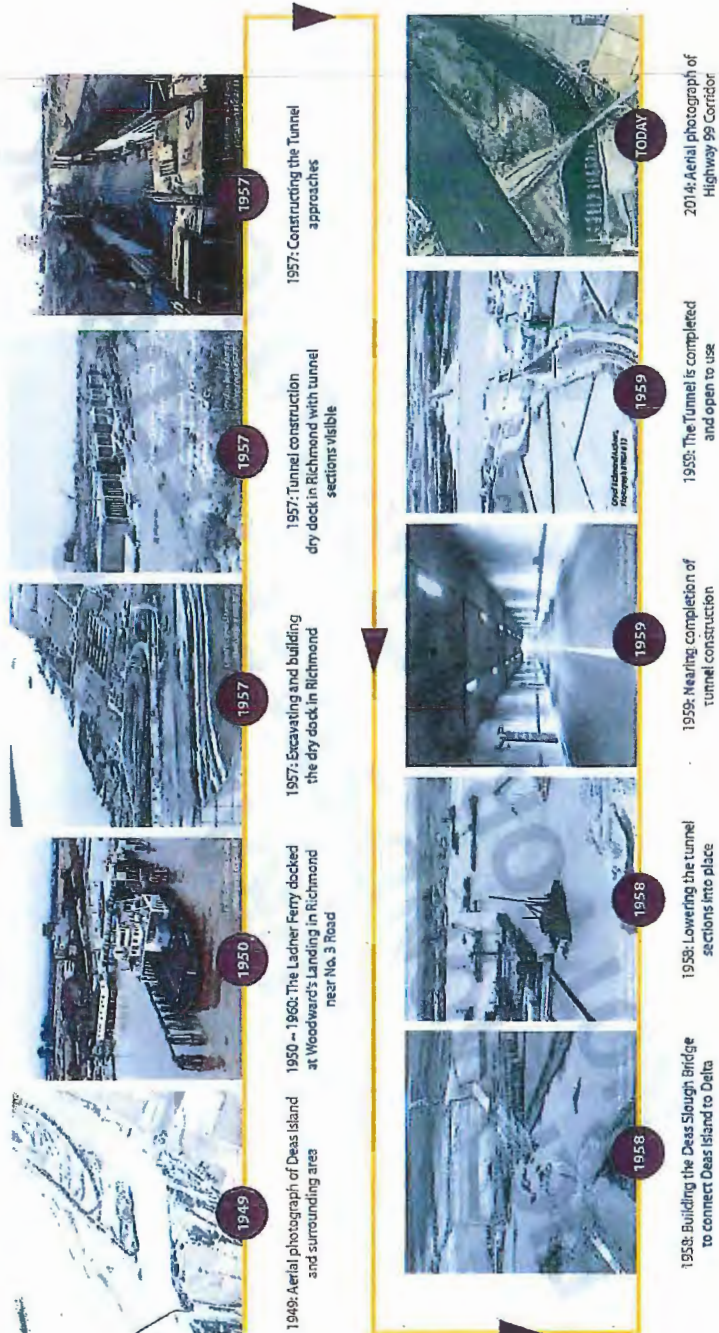 1949
1949: Aerial photograph of Deas Island
and surrounding area
1950
1950 – 1960: The Ladner Ferry docked
at Woodward's Landing in Richmond
near No. 3 Road
1957
1957: Excavating and building
the dry dock in Richmond
1957
1957: Tunnel construction
dry dock in Richmond with tunnel
sections visible
1957
1957: Constructing the Tunnel
approaches
1958
1958: Building the Deas Slough Bridge
to connect Deas Island to Delta
1958
1958: Lowering the tunnel
sections into place
1959
1959: Nearing completion of
tunnel construction
1959
City of Richmond Archives,
Photograph
1959: The Tunnel is completed
and open to use
TODAY
2014: Aerial photograph of
Highway 99 Corridor